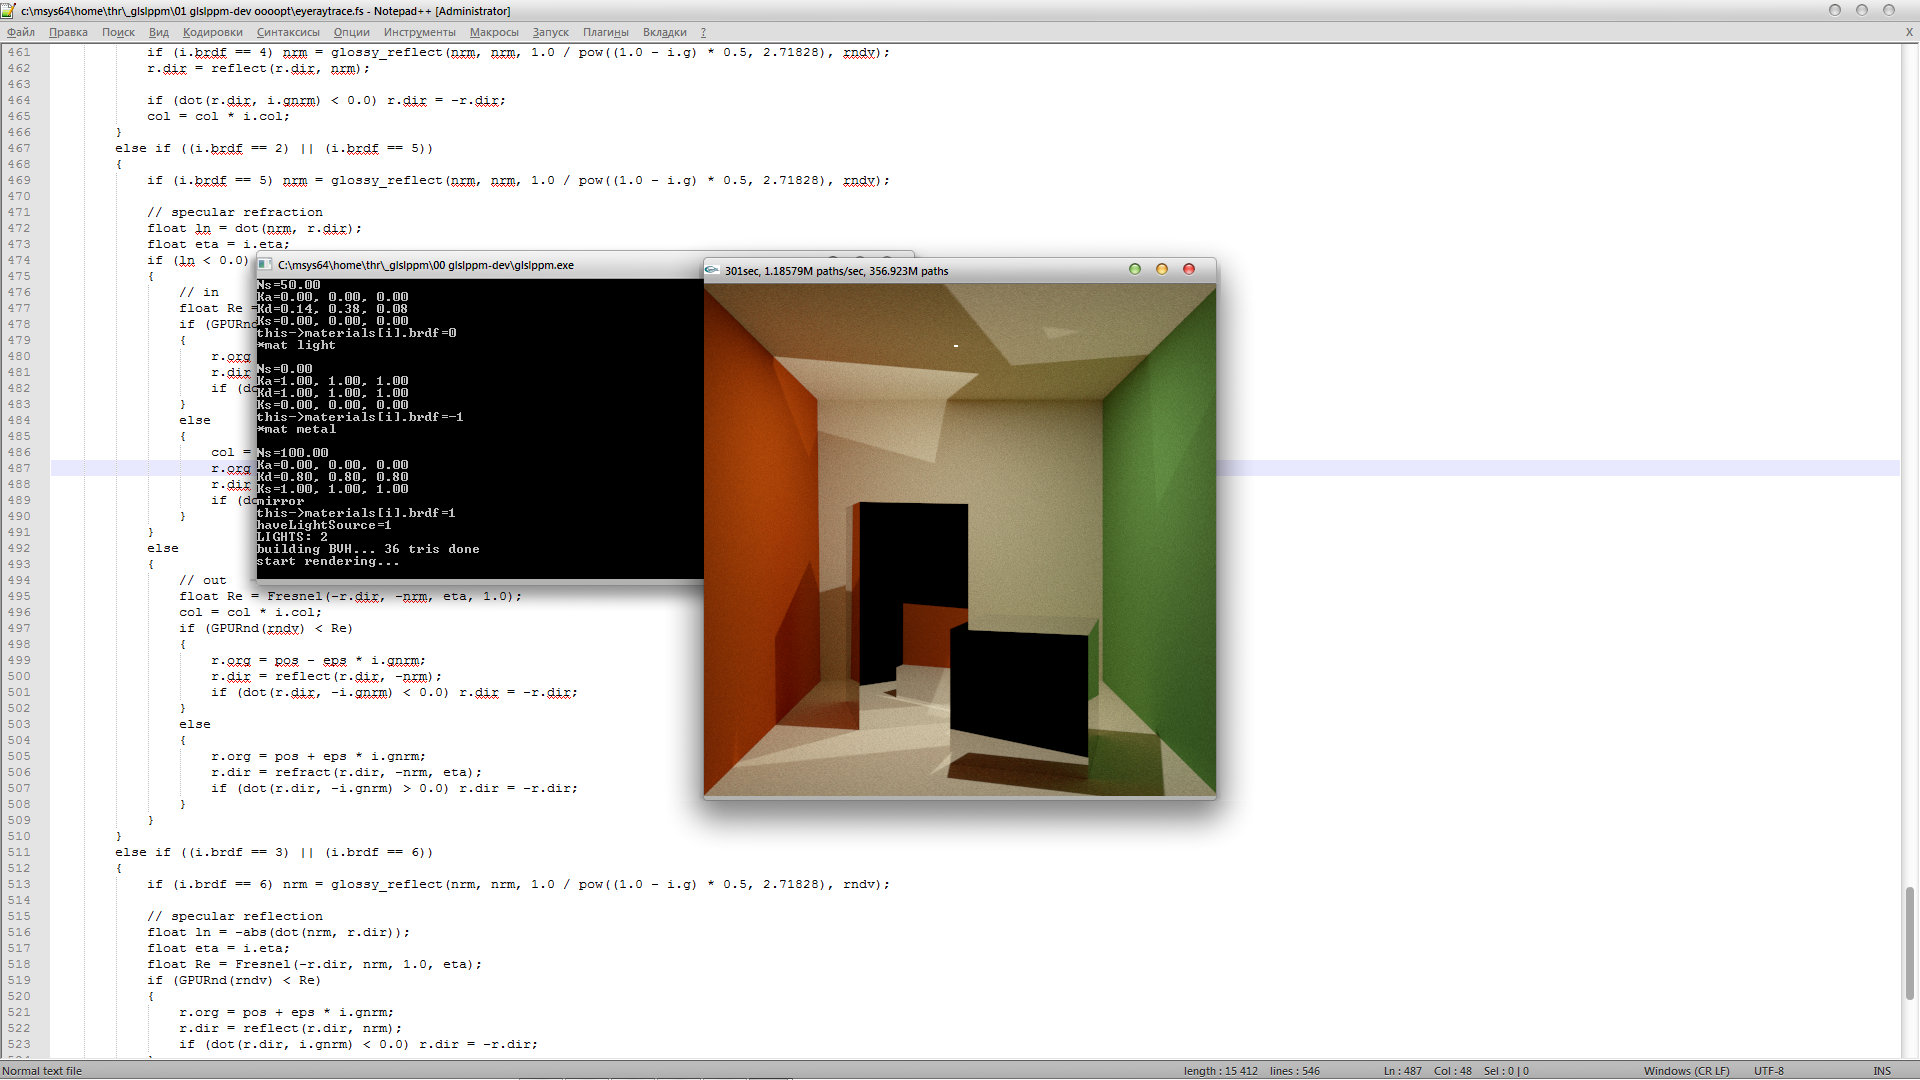 c:\msys64\home\thr\_glslppm\01 glslppm-dev oooopt\eyeraytrace.fs - Notepad++ [Administrator]
Файл Правка Поиск Вид Кодировки Синтаксисы Опции Инструменты Макросы Запуск Плагины Вкладки ? X
461 if (i.brdf == 4) nrm = glossy_reflect(nrm, nrm, 1.0 / pow((1.0 - i.g) * 0.5, 2.71828), rndv);
462 r.dir = reflect(r.dir, nrm);
463
464 if (dot(r.dir, i.gnrm) < 0.0) r.dir = -r.dir;
465 col = col * i.col;
466 }
467 else if ((i.brdf == 2) || (i.brdf == 5))
468 {
469 if (i.brdf == 5) nrm = glossy_reflect(nrm, nrm, 1.0 / pow((1.0 - i.g) * 0.5, 2.71828), rndv);
470
471 // specular refraction
472 float ln = dot(nrm, r.dir);
473 float eta = i.eta;
474 if (ln < 0.0)
475 {
476 // in
477 float Re =
478 if (GPURnd
479 {
480 r.org
481 r.dir
482 if (do
483 }
484 else
485 {
486 col =
487 r.org
488 r.dir
489 if (do
490 }
491 }
492 else
493 {
494 // out
495 float Re = Fresnel(-r.dir, -nrm, eta, 1.0);
496 col = col * i.col;
497 if (GPURnd(rndv) < Re)
498 {
499 r.org = pos - eps * i.gnrm;
500 r.dir = reflect(r.dir, -nrm);
501 if (dot(r.dir, -i.gnrm) < 0.0) r.dir = -r.dir;
502 }
503 else
504 {
505 r.org = pos + eps * i.gnrm;
506 r.dir = refract(r.dir, -nrm, eta);
507 if (dot(r.dir, -i.gnrm) > 0.0) r.dir = -r.dir;
508 }
509 }
510 }
511 else if ((i.brdf == 3) || (i.brdf == 6))
512 {
513 if (i.brdf == 6) nrm = glossy_reflect(nrm, nrm, 1.0 / pow((1.0 - i.g) * 0.5, 2.71828), rndv);
514
515 // specular reflection
516 float ln = -abs(dot(nrm, r.dir));
517 float eta = i.eta;
518 float Re = Fresnel(-r.dir, nrm, 1.0, eta);
519 if (GPURnd(rndv) < Re)
520 {
521 r.org = pos + eps * i.gnrm;
522 r.dir = reflect(r.dir, nrm);
523 if (dot(r.dir, i.gnrm) < 0.0) r.dir = -r.dir;
C:\msys64\home\thr\_glslppm\00 glslppm-dev\glslppm.exe
Ns=50.00
Ka=0.00, 0.00, 0.00
Kd=0.14, 0.38, 0.08
Ks=0.00, 0.00, 0.00
this->materials[i].brdf=0
*mat light
Ns=0.00
Ka=1.00, 1.00, 1.00
Kd=1.00, 1.00, 1.00
Ks=0.00, 0.00, 0.00
this->materials[i].brdf=-1
*mat metal
Ns=100.00
Ka=0.00, 0.00, 0.00
Kd=0.80, 0.80, 0.80
Ks=1.00, 1.00, 1.00
mirror
this->materials[i].brdf=1
haveLightSource=1
LIGHTS: 2
building BVH... 36 tris done
start rendering...
301sec, 1.18579M paths/sec, 356.923M paths
Normal text file length : 15 412 lines : 546 Ln : 487 Col : 48 Sel : 0 | 0 Windows (CR LF) UTF-8 INS